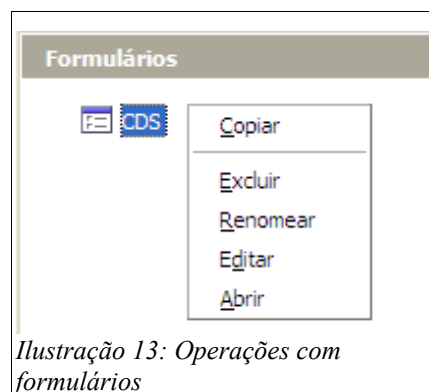 Formulários
CDS
Copiar
Excluir
Renomear
Editar
Abrir
Ilustração 13: Operações com
formulários